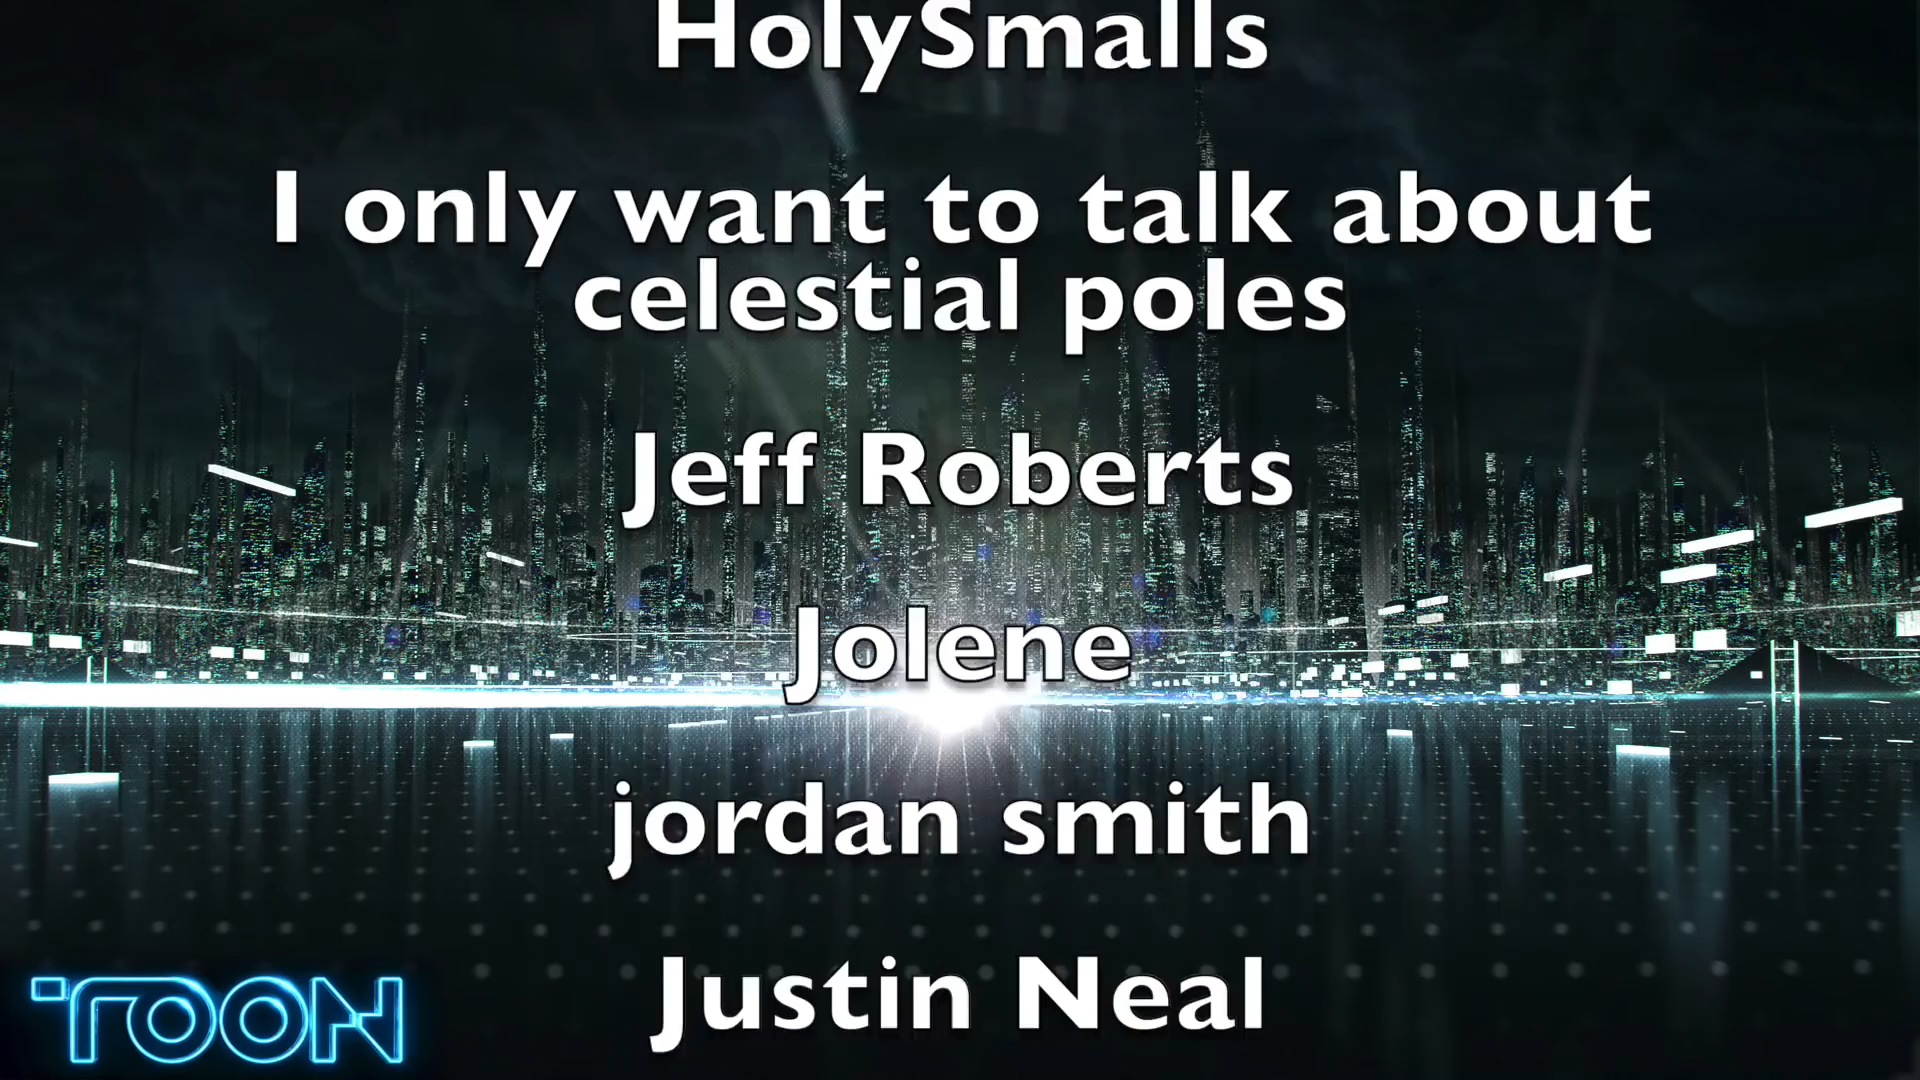 HolySmalls
I only want to talk about
celestial poles
Jeff Roberts
Jolene
jordan smith
Justin Neal
TOON